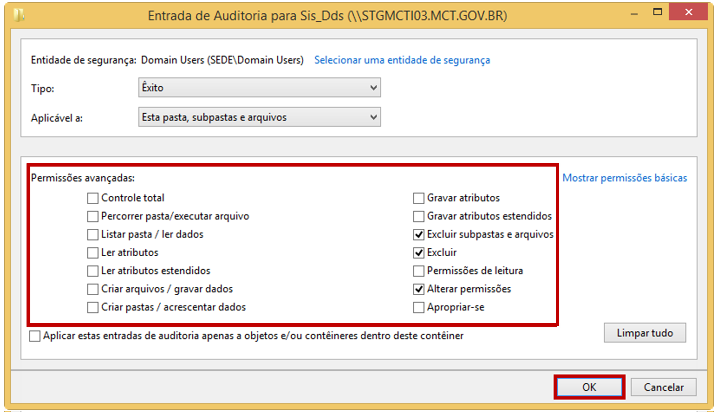 Entrada de Auditoria para Sis_Dds (\\STGMCTI03.MCT.GOV.BR)
Entidade de segurança: Domain Users (SEDE\Domain Users) Selecionar uma entidade de segurança
Tipo: Êxito
Aplicável a: Esta pasta, subpastas e arquivos
Permissões avançadas: Mostrar permissões básicas
Controle total Gravar atributos
Percorrer pasta/executar arquivo Gravar atributos estendidos
Listar pasta / ler dados Excluir subpastas e arquivos
Ler atributos Excluir
Ler atributos estendidos Permissões de leitura
Criar arquivos / gravar dados Alterar permissões
Criar pastas / acrescentar dados Apropriar-se
Aplicar estas entradas de auditoria apenas a objetos e/ou contêineres dentro deste contêiner Limpar tudo
OK Cancelar